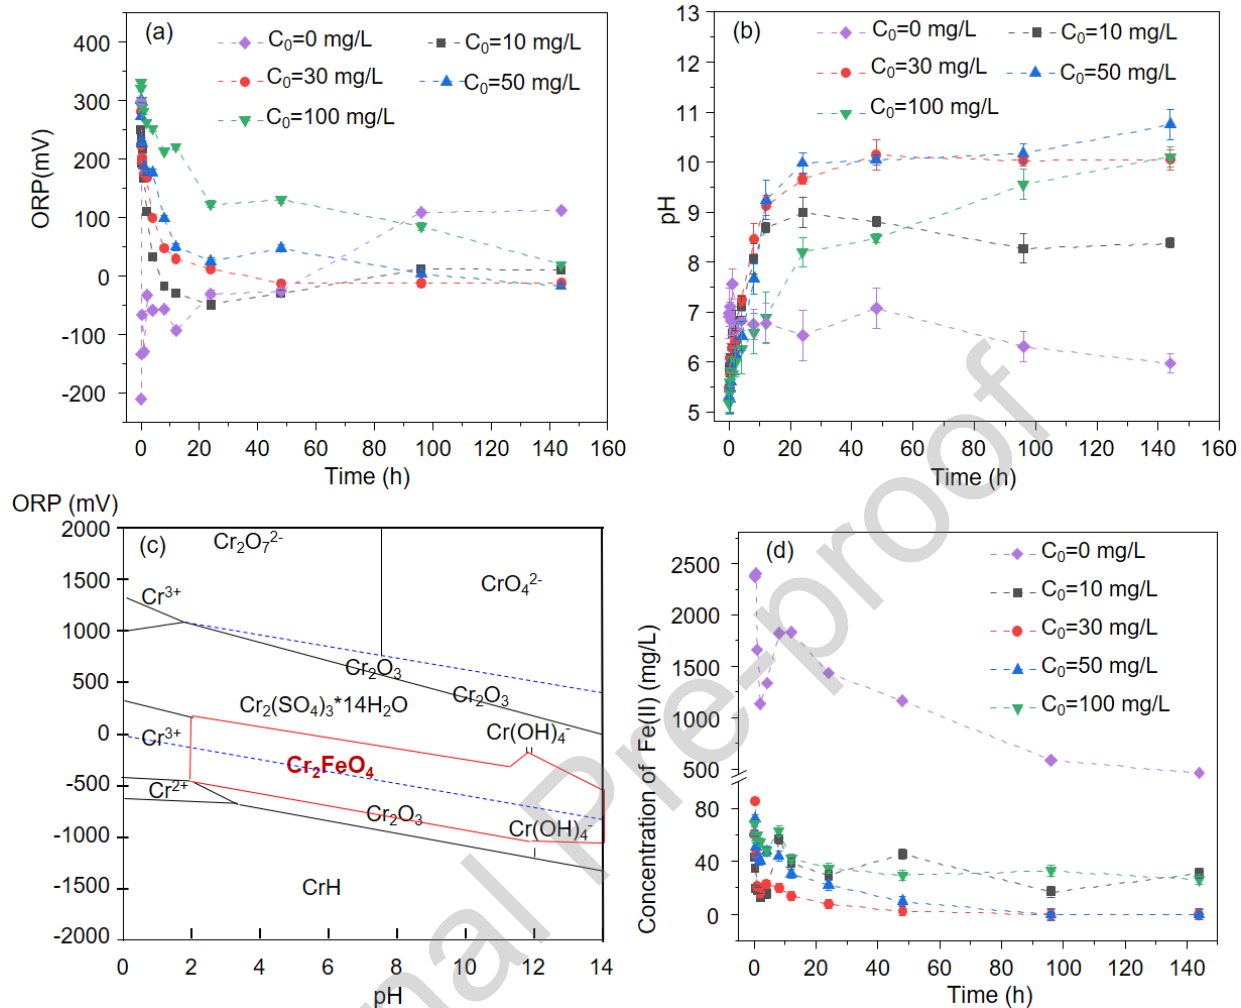 (a)
C₀=0 mg/L
C₀=10 mg/L
C₀=30 mg/L
C₀=50 mg/L
C₀=100 mg/L
400
300
200
100
0
-100
-200
ORP(mV)
0 20 40 60 80 100 120 140 160
Time (h)
(b)
C₀=0 mg/L
C₀=10 mg/L
C₀=30 mg/L
C₀=50 mg/L
C₀=100 mg/L
13
12
11
10
9
8
7
6
5
pH
0 20 40 60 80 100 120 140 160
Time (h)
ORP (mV)
(c)
2000
1500
1000
500
0
-500
-1000
-1500
-2000
Cr₂O₇²⁻
CrO₄²⁻
Cr³⁺
Cr₂O₃
Cr₂O₃
Cr₂(SO₄)₃*14H₂O
Cr(OH)₄⁻
Cr³⁺
Cr₂FeO₄
Cr²⁺
Cr₂O₃
Cr(OH)₄⁻
CrH
0 2 4 6 8 10 12 14
pH
(d)
C₀=0 mg/L
C₀=10 mg/L
C₀=30 mg/L
C₀=50 mg/L
C₀=100 mg/L
2500
2000
1500
1000
500
80
40
0
Concentration of Fe(II) (mg/L)
0 20 40 60 80 100 120 140
Time (h)
nal Pre-proof